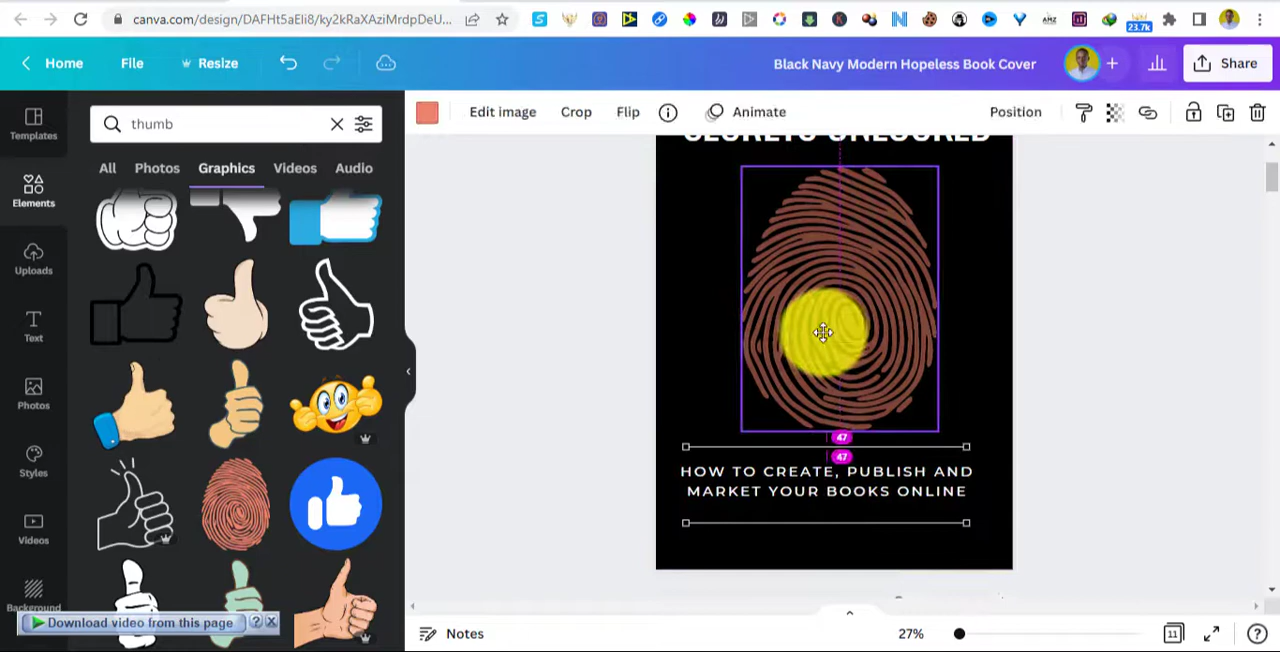 canva.com/design/DAFHt5aEli8/ky2kRaXAziMrdpDeU...
23.7k
Home
File
Resize
Black Navy Modern Hopeless Book Cover
Share
Templates
Elements
Uploads
Text
Photos
Styles
Videos
Background
thumb
All
Photos
Graphics
Videos
Audio
Edit image
Crop
Flip
Animate
Position
47
47
HOW TO CREATE, PUBLISH AND
MARKET YOUR BOOKS ONLINE
Download video from this page
?
X
Notes
27%
11
?